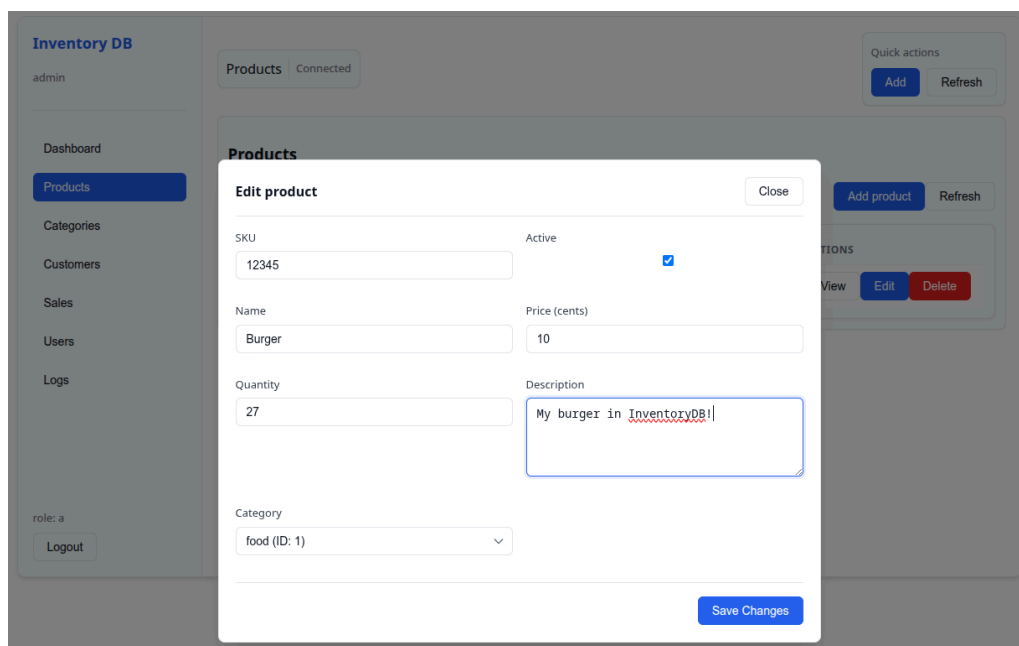 Inventory DB
admin
Dashboard
Products
Categories
Customers
Sales
Users
Logs
role: a
Logout
Products
Connected
Quick actions
Add
Refresh
Products
Add product
Refresh
TIONS
View
Edit
Delete
Edit product
Close
SKU
12345
Active
Name
Burger
Price (cents)
10
Quantity
27
Description
My burger in InventoryDB!
Category
food (ID: 1)
Save Changes